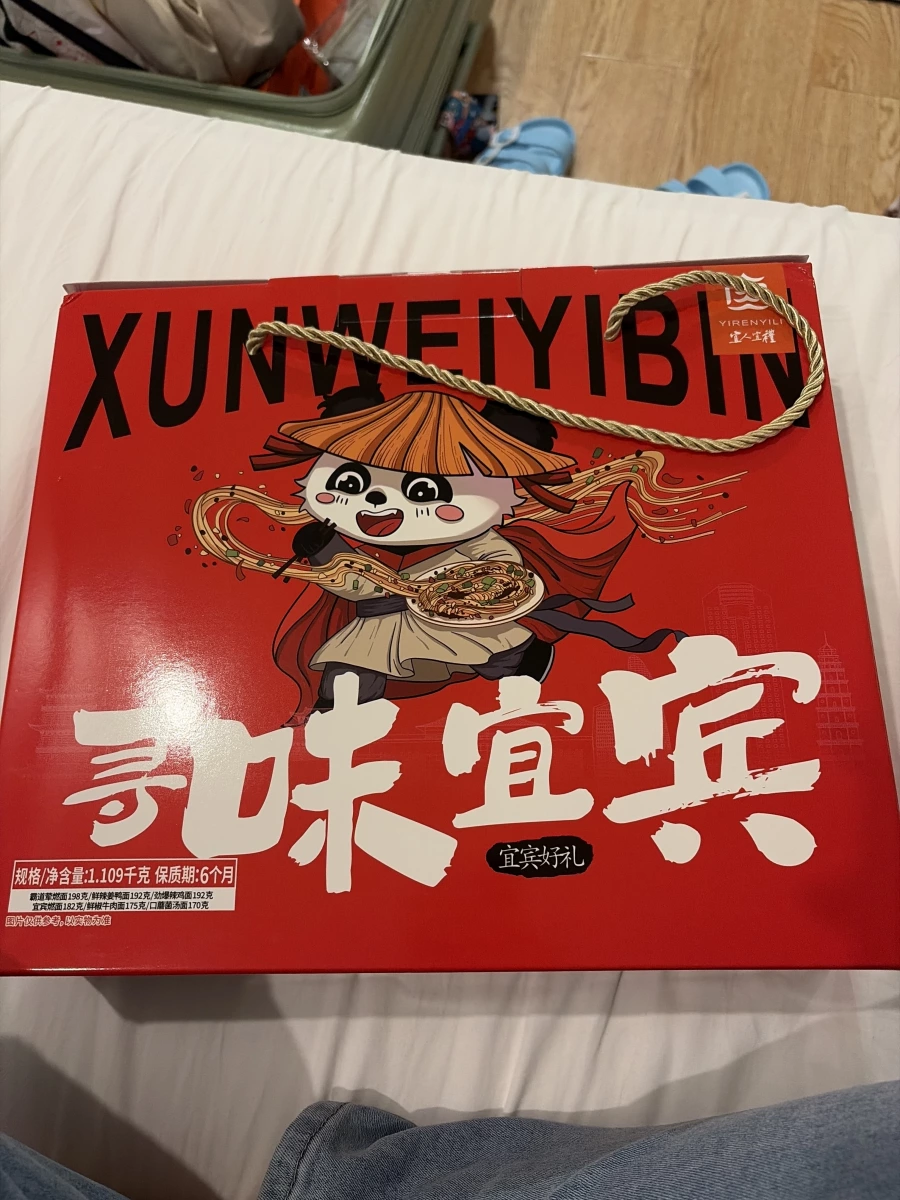 XUNWEIYIBIN
YIRENYILI
宜人宜禮
寻味宜宾
宜宾好礼
规格/净含量:1.109千克 保质期:6个月
霸道荤燃面198克/鲜辣姜鸭面192克/劲爆辣鸡面192克
宜宾燃面182克/鲜椒牛肉面175克/口蘑菌汤面170克
图片仅供参考，以实物为准